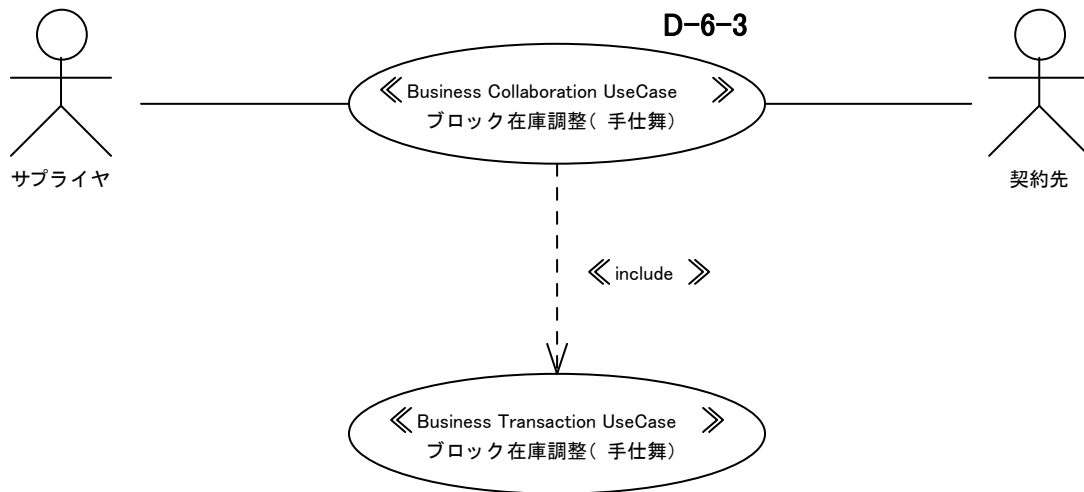 D-6-3
≪Business Collaboration UseCase ≫
ブロック在庫調整( 手仕舞)
サプライヤ
契約先
≪include ≫
≪Business Transaction UseCase ≫
ブロック在庫調整( 手仕舞)